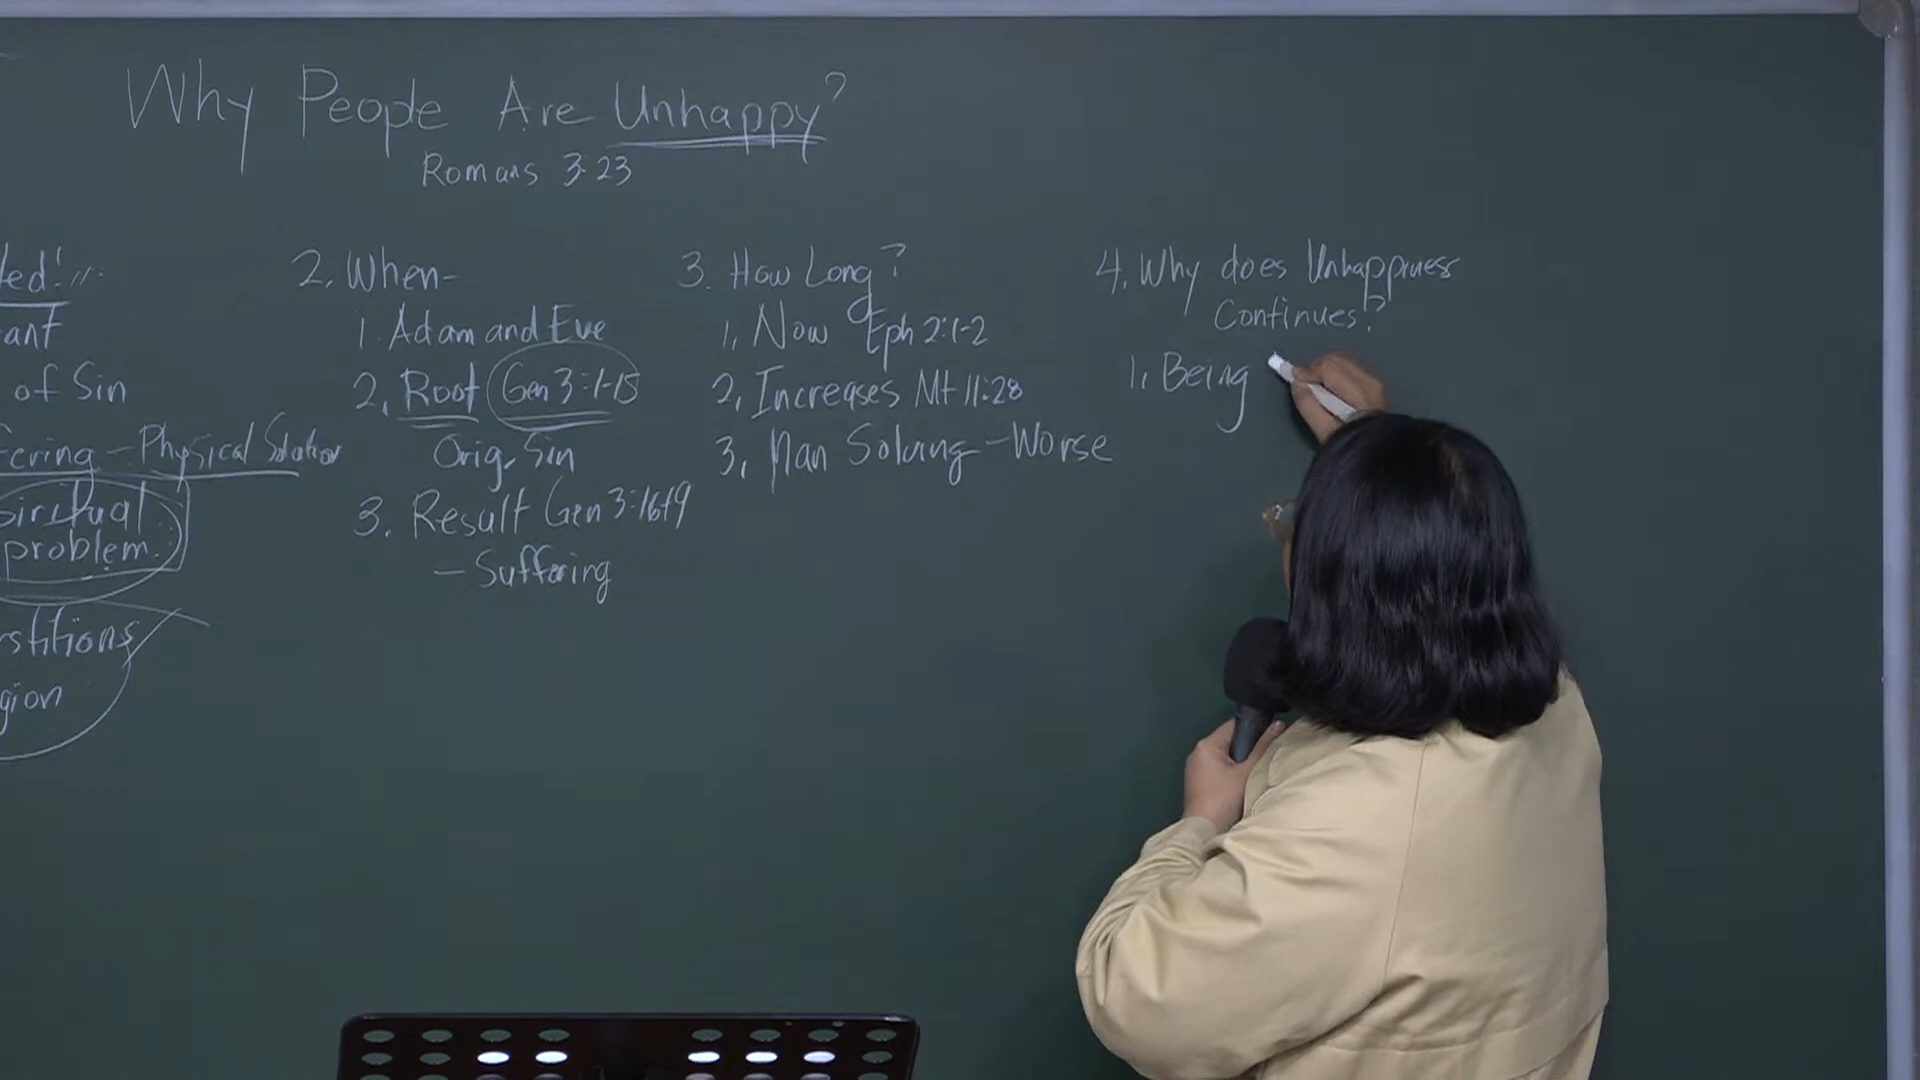 Why People Are Unhappy?
Romans 3:23
of Sin
Physical Solution
problem
2. When-
1. Adam and Eve
2. Root Gen 3:1-15
Orig. Sin
3. Result Gen 3:16-19
- Suffering
3. How Long?
1. Now Eph 2:1-2
2. Increases Mt 11:28
3. Man Solving - Worse
4. Why does Unhappiness
Continues?
1. Being